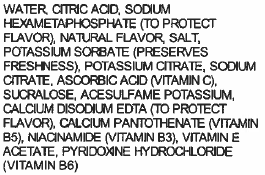 WATER, CITRIC ACID, SODIUM
HEXAMETAPHOSPHATE (TO PROTECT
FLAVOR), NATURAL FLAVOR, SALT,
POTASSIUM SORBATE (PRESERVES
FRESHNESS), POTASSIUM CITRATE, SODIUM
CITRATE, ASCORBIC ACID (VITAMIN C),
SUCRALOSE, ACESULFAME POTASSIUM,
CALCIUM DISODIUM EDTA (TO PROTECT
FLAVOR), CALCIUM PANTOTHENATE (VITAMIN
B5), NIACINAMIDE (VITAMIN B3), VITAMIN E
ACETATE, PYRIDOXINE HYDROCHLORIDE
(VITAMIN B6)